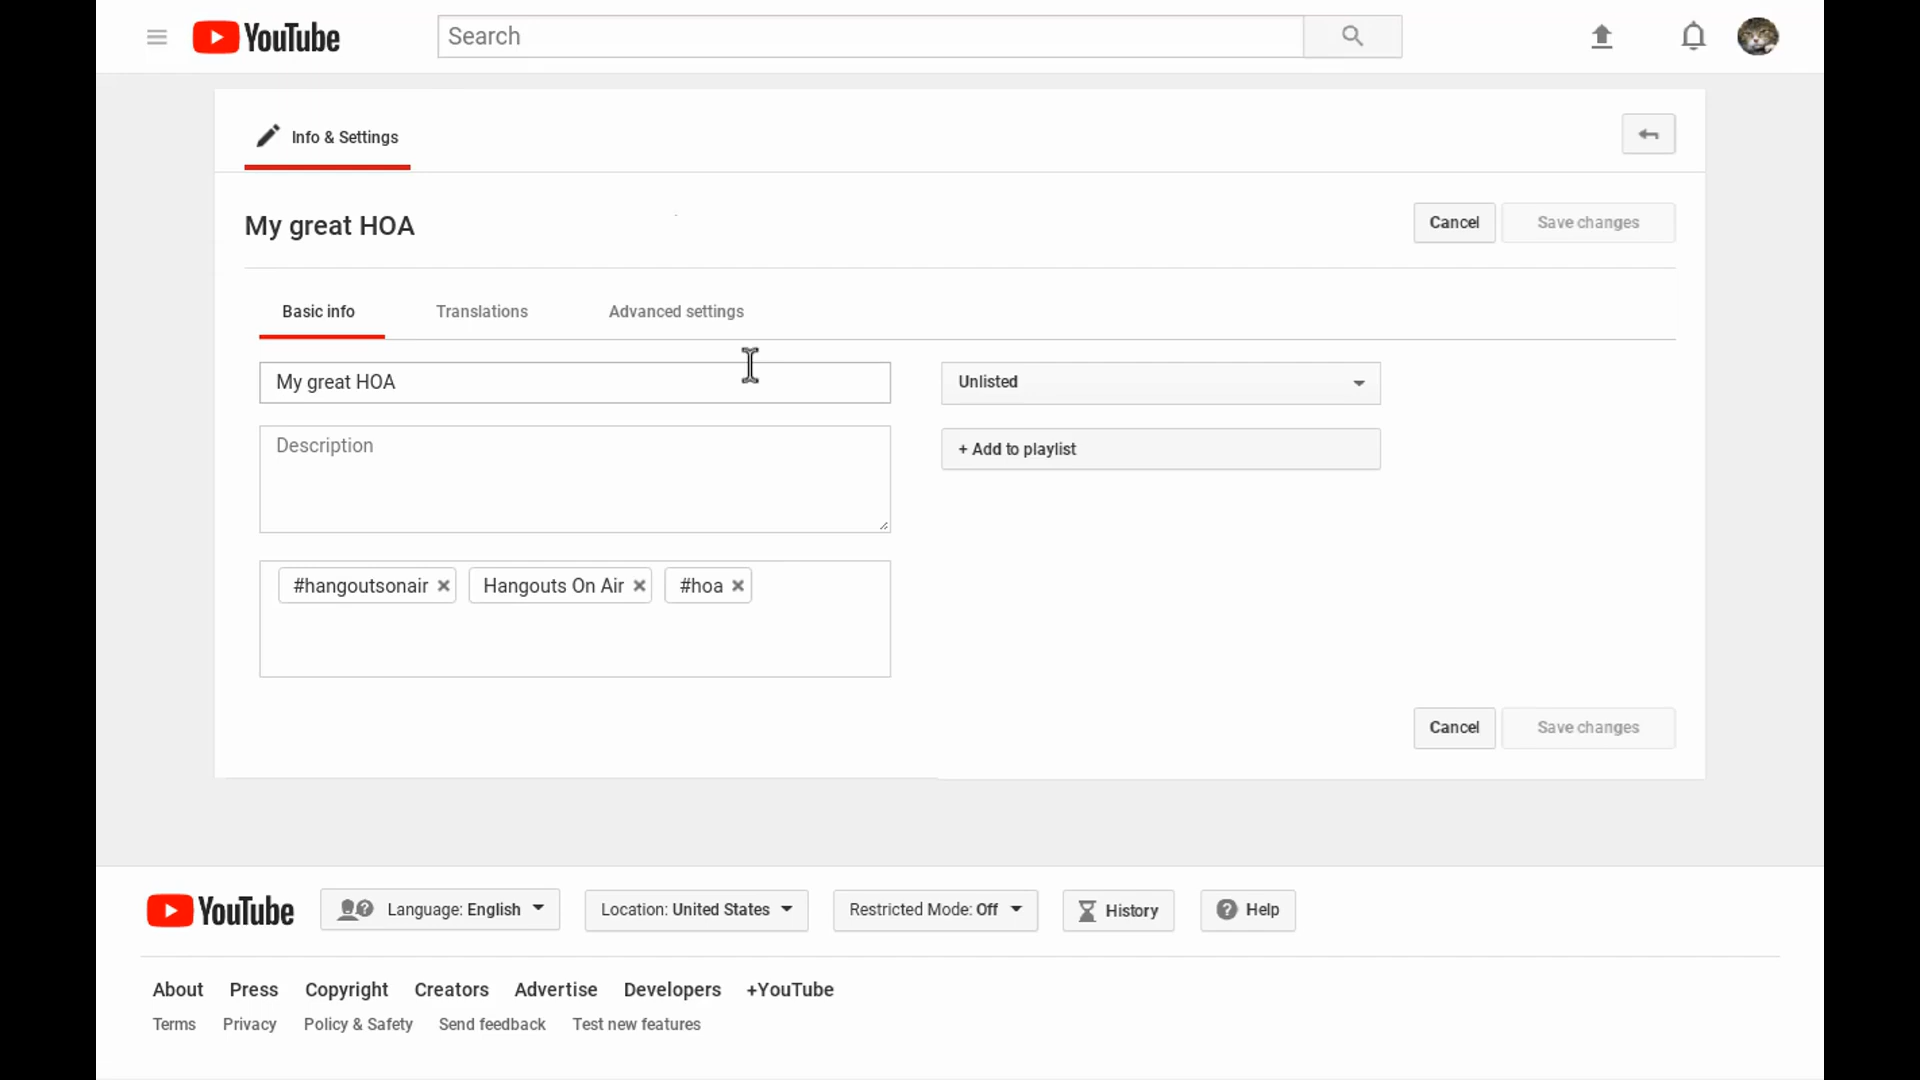 YouTube
Search
Info & Settings
My great HOA
Cancel
Save changes
Basic info
Translations
Advanced settings
My great HOA
Unlisted
Description
+ Add to playlist
#hangoutsonair
Hangouts On Air
#hoa
Cancel
Save changes
YouTube
Language: English
Location: United States
Restricted Mode: Off
History
Help
About Press Copyright Creators Advertise Developers +YouTube
Terms Privacy Policy & Safety Send feedback Test new features